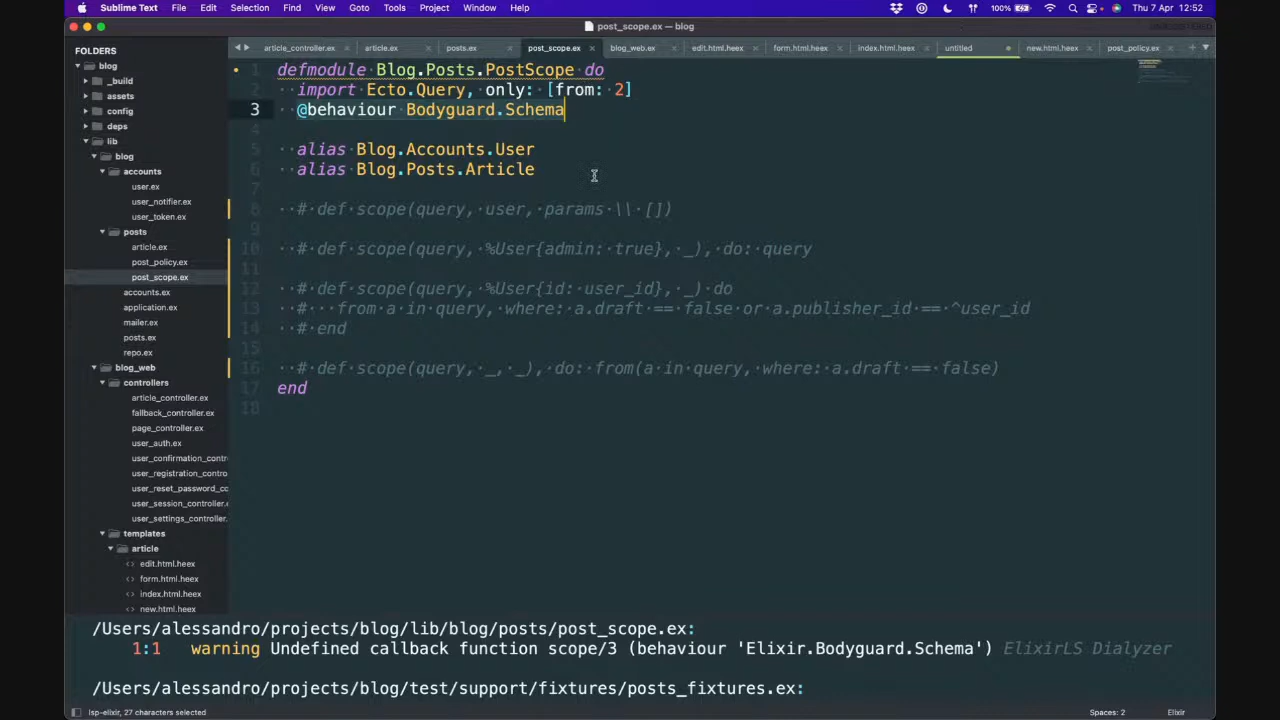 Sublime Text File Edit Selection Find View Goto Tools Project Window Help 100% Thu 7 Apr 12:52
post_scope.ex — blog
FOLDERS
article_controller.ex article.ex posts.ex post_scope.ex blog_web.ex edit.html.heex form.html.heex index.html.heex untitled new.html.heex post_policy.ex
blog
_build
assets
config
deps
lib
blog
accounts
user.ex
user_notifier.ex
user_token.ex
posts
article.ex
post_policy.ex
post_scope.ex
accounts.ex
application.ex
mailer.ex
posts.ex
repo.ex
blog_web
controllers
article_controller.ex
fallback_controller.ex
page_controller.ex
user_auth.ex
user_confirmation_contr
user_registration_contro
user_reset_password_co
user_session_controller.e
user_settings_controller.
templates
article
edit.html.heex
form.html.heex
index.html.heex
new.html.heex
1 defmodule Blog.Posts.PostScope do
2 import Ecto.Query, only: [from: 2]
3 @behaviour Bodyguard.Schema
4
5 alias Blog.Accounts.User
6 alias Blog.Posts.Article
7
8 # def scope(query, user, params \\ [])
9
10 # def scope(query, %User{admin: true}, _), do: query
11
12 # def scope(query, %User{id: user_id}, _) do
13 # from a in query, where: a.draft == false or a.publisher_id == ^user_id
14 # end
15
16 # def scope(query, _, _), do: from(a in query, where: a.draft == false)
17 end
18
/Users/alessandro/projects/blog/lib/blog/posts/post_scope.ex:
1:1 warning Undefined callback function scope/3 (behaviour 'Elixir.Bodyguard.Schema') ElixirLS Dialyzer
/Users/alessandro/projects/blog/test/support/fixtures/posts_fixtures.ex:
lsp-elixir, 27 characters selected Spaces: 2 Elixir